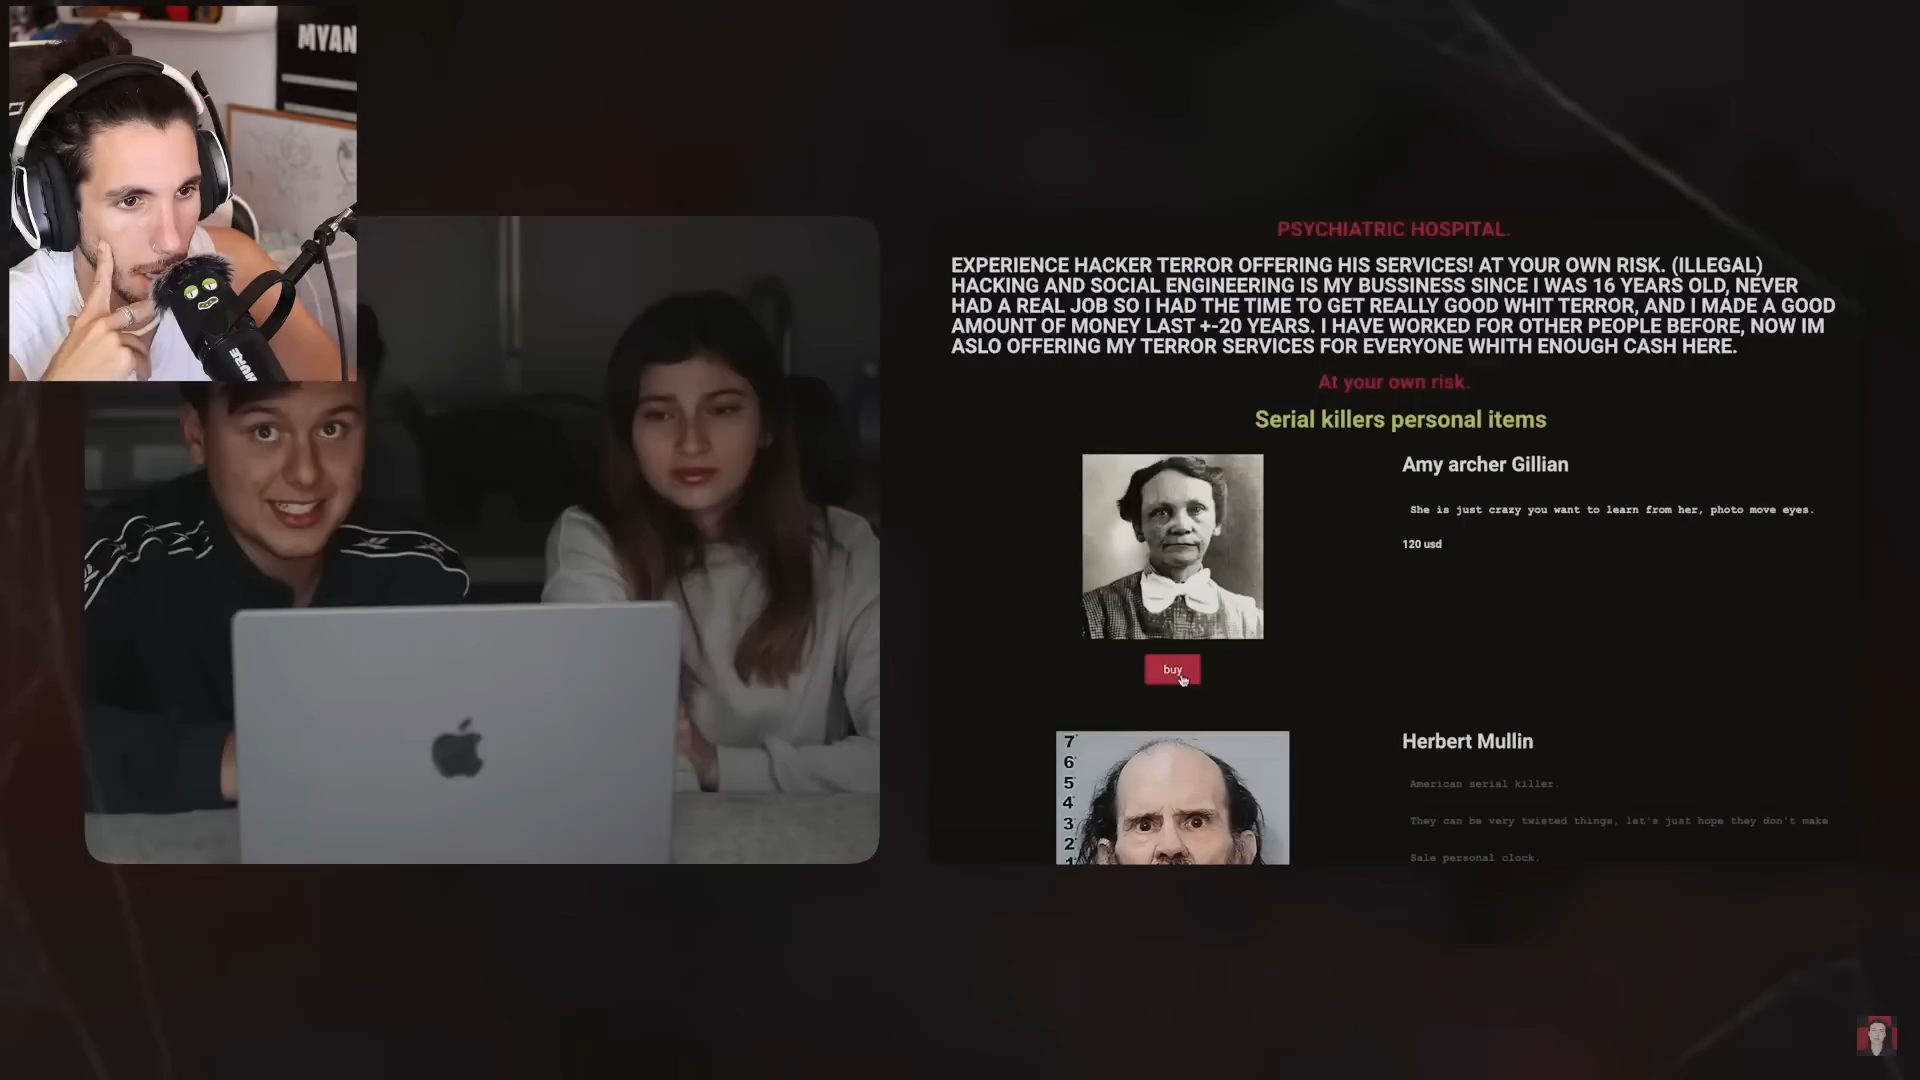 MYAN
SHURE
PSYCHIATRIC HOSPITAL.
EXPERIENCE HACKER TERROR OFFERING HIS SERVICES! AT YOUR OWN RISK. (ILLEGAL)
HACKING AND SOCIAL ENGINEERING IS MY BUSSINESS SINCE I WAS 16 YEARS OLD, NEVER
HAD A REAL JOB SO I HAD THE TIME TO GET REALLY GOOD WHIT TERROR, AND I MADE A GOOD
AMOUNT OF MONEY LAST +-20 YEARS. I HAVE WORKED FOR OTHER PEOPLE BEFORE, NOW IM
ASLO OFFERING MY TERROR SERVICES FOR EVERYONE WHITH ENOUGH CASH HERE.
At your own risk.
Serial killers personal items
Amy archer Gillian
She is just crazy you want to learn from her, photo move eyes.
120 usd
buy
Herbert Mullin
7
6
5
4
3
2
1
American serial killer.
They can be very twisted things, let's just hope they don't make
Sale personal clock.